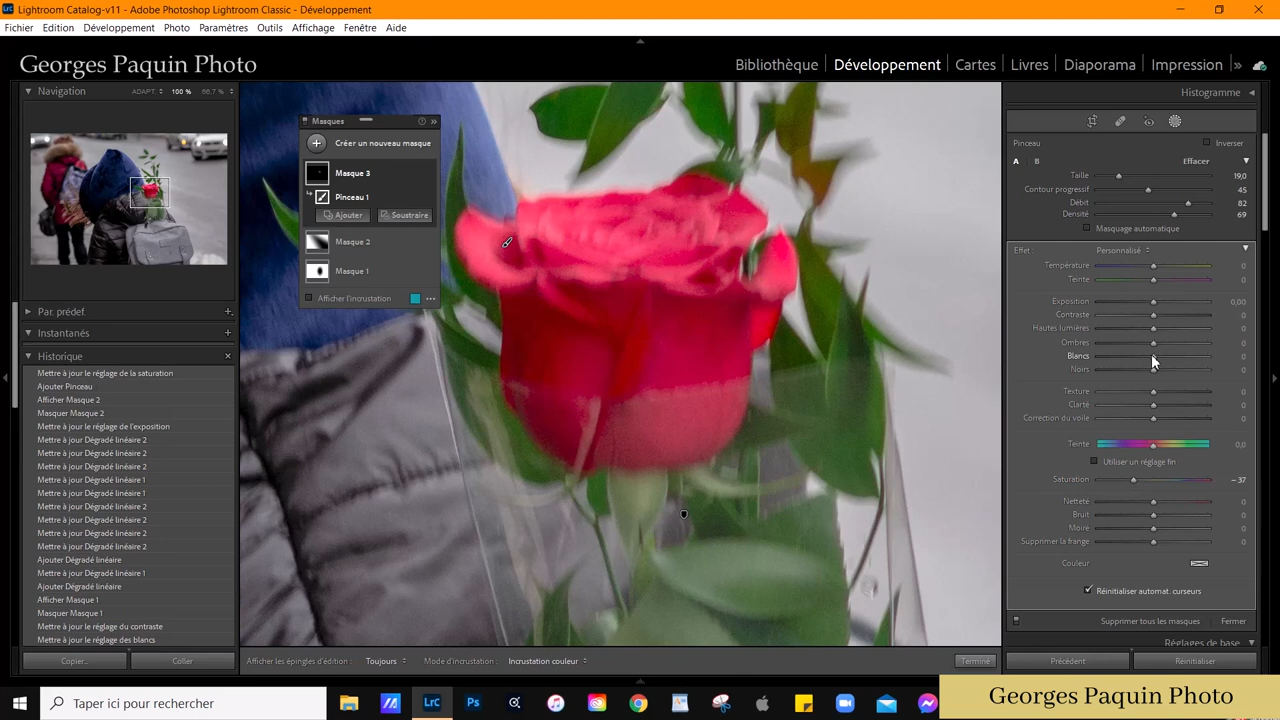 Lightroom Catalog-v11 - Adobe Photoshop Lightroom Classic - Développement
Fichier Edition Développement Photo Paramètres Outils Affichage Fenêtre Aide
Georges Paquin Photo
Bibliothèque | Développement | Cartes | Livres | Diaporama | Impression | »
Navigation ADAPT. 100 % 66,7 %
Histogramme
Masques
Créer un nouveau masque
Masque 3
Pinceau 1
Ajouter Soustraire
Masque 2
Masque 1
Afficher l'incrustation
Par. prédef.
Instantanés
Historique
Mettre à jour le réglage de la saturation
Ajouter Pinceau
Afficher Masque 2
Masquer Masque 2
Mettre à jour le réglage de l'exposition
Mettre à jour Dégradé linéaire 2
Mettre à jour Dégradé linéaire 2
Mettre à jour Dégradé linéaire 2
Mettre à jour Dégradé linéaire 1
Mettre à jour Dégradé linéaire 1
Mettre à jour Dégradé linéaire 2
Mettre à jour Dégradé linéaire 2
Mettre à jour Dégradé linéaire 2
Mettre à jour Dégradé linéaire 2
Ajouter Dégradé linéaire
Mettre à jour Dégradé linéaire 1
Ajouter Dégradé linéaire
Afficher Masque 1
Masquer Masque 1
Mettre à jour le réglage du contraste
Mettre à jour le réglage des blancs
Copier... Coller
Afficher les épingles d'édition : Toujours Mode d'incrustation : Incrustation couleur Terminé
Inverser
Pinceau
A B Effacer
Taille 19,0
Contour progressif 45
Débit 82
Densité 69
Masquage automatique
Effet : Personnalisé
Température 0
Teinte 0
Exposition 0,00
Contraste 0
Hautes lumières 0
Ombres 0
Blancs 0
Noirs 0
Texture 0
Clarté 0
Correction du voile 0
Teinte 0,0
Utiliser un réglage fin
Saturation – 37
Netteté 0
Bruit 0
Moiré 0
Supprimer la frange 0
Couleur
Réinitialiser automat. curseurs
Supprimer tous les masques Fermer
Réglages de base
Précédent Réinitialiser
Taper ici pour rechercher
LrC
Ps
Georges Paquin Photo